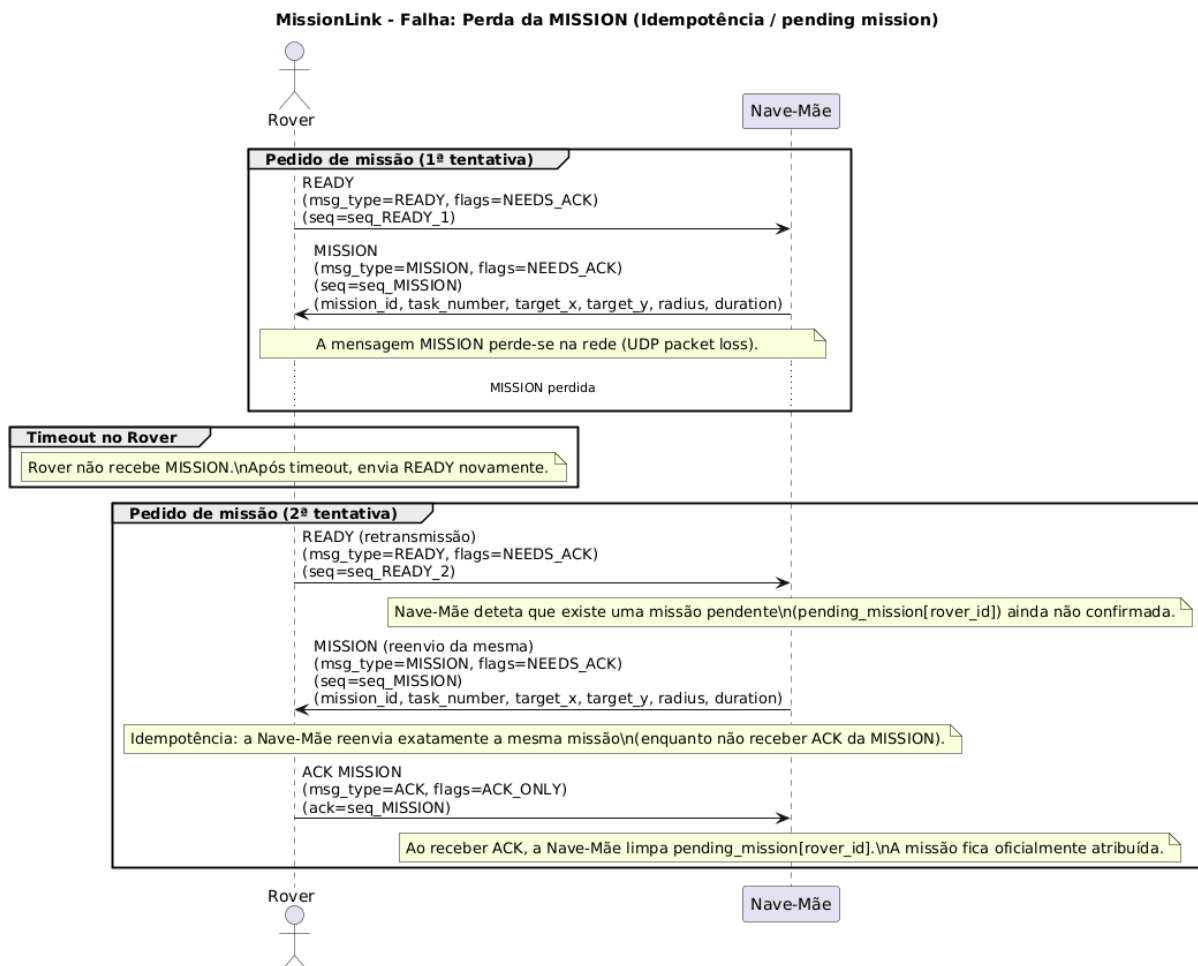 MissionLink - Falha: Perda da MISSION (Idempotência / pending mission)
Rover
Nave-Mãe
Pedido de missão (1ª tentativa)
READY
(msg_type=READY, flags=NEEDS_ACK)
(seq=seq_READY_1)
MISSION
(msg_type=MISSION, flags=NEEDS_ACK)
(seq=seq_MISSION)
(mission_id, task_number, target_x, target_y, radius, duration)
A mensagem MISSION perde-se na rede (UDP packet loss).
MISSION perdida
Timeout no Rover
Rover não recebe MISSION.\nApós timeout, envia READY novamente.
Pedido de missão (2ª tentativa)
READY (retransmissão)
(msg_type=READY, flags=NEEDS_ACK)
(seq=seq_READY_2)
Nave-Mãe deteta que existe uma missão pendente\n(pending_mission[rover_id]) ainda não confirmada.
MISSION (reenvio da mesma)
(msg_type=MISSION, flags=NEEDS_ACK)
(seq=seq_MISSION)
(mission_id, task_number, target_x, target_y, radius, duration)
Idempotência: a Nave-Mãe reenvia exatamente a mesma missão\n(enquanto não receber ACK da MISSION).
ACK MISSION
(msg_type=ACK, flags=ACK_ONLY)
(ack=seq_MISSION)
Ao receber ACK, a Nave-Mãe limpa pending_mission[rover_id].\nA missão fica oficialmente atribuída.
Rover
Nave-Mãe